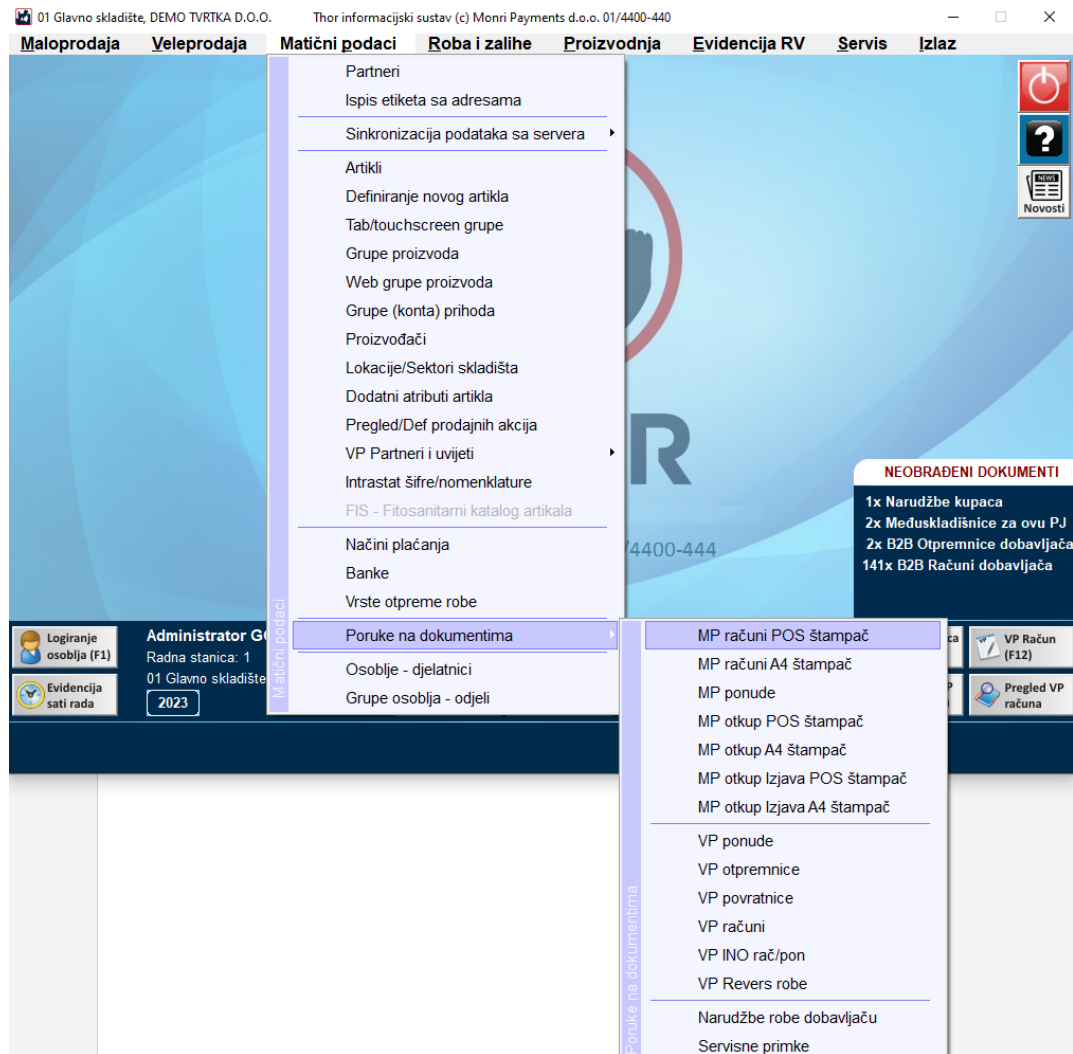 01 Glavno skladište, DEMO TVRTKA D.O.O. Thor informacijski sustav (c) Monri Payments d.o.o. 01/4400-440
Maloprodaja Veleprodaja Matični podaci Roba i zalihe Proizvodnja Evidencija RV Servis Izlaz
Partneri
Ispis etiketa sa adresama
Sinkronizacija podataka sa servera
Artikli
Definiranje novog artikla
Tab/touchscreen grupe
Grupe proizvoda
Web grupe proizvoda
Grupe (konta) prihoda
Proizvođači
Lokacije/Sektori skladišta
Dodatni atributi artikla
Pregled/Def prodajnih akcija
VP Partneri i uvijeti
Intrastat šifre/nomenklature
FIS - Fitosanitarni katalog artikala
Načini plaćanja
Banke
Vrste otpreme robe
Poruke na dokumentima
Osoblje - djelatnici
Grupe osoblja - odjeli
Matični podaci
NEWS
Novosti
R
/4400-444
NEOBRAĐENI DOKUMENTI
1x Narudžbe kupaca
2x Međuskladišnice za ovu PJ
2x B2B Otpremnice dobavljača
141x B2B Računi dobavljača
Logiranje
osoblja (F1)
Evidencija
sati rada
Administrator G
Radna stanica: 1
01 Glavno skladište
2023
MP računi POS štampač
MP računi A4 štampač
MP ponude
MP otkup POS štampač
MP otkup A4 štampač
MP otkup Izjava POS štampač
MP otkup Izjava A4 štampač
VP ponude
VP otpremnice
VP povratnice
VP računi
VP INO rač/pon
VP Revers robe
Narudžbe robe dobavljaču
Servisne primke
Poruke na dokumentima
ca
VP Račun
(F12)
Pregled VP
računa